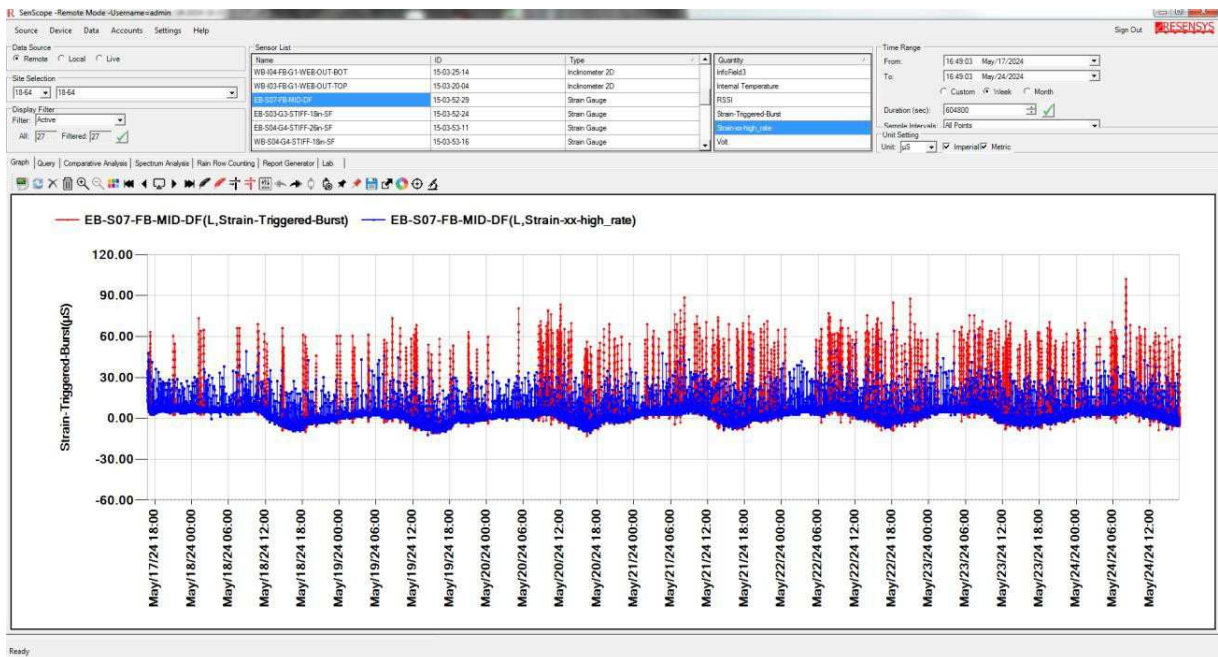 SenScope -Remote Mode -Username=admin
Source Device Data Accounts Settings Help
Sign Out RESENSYS
Data Source
Remote Local Live
Site Selection
18-64 18-64
Display Filter
Filter: Active
All: 27 Filtered: 27
Sensor List
Name ID Type
WB-I04-FB-G1-WEB-OUT-BOT 15-03-25-14 Inclinometer 2D
WB-I03-FB-G1-WEB-OUT-TOP 15-03-20-04 Inclinometer 2D
EB-S07-FB-MID-DF 15-03-52-29 Strain Gauge
EB-S03-G3-STIFF-18in-SF 15-03-52-24 Strain Gauge
EB-S04-G4-STIFF-26in-SF 15-03-53-11 Strain Gauge
WB-S04-G4-STIFF-18in-SF 15-03-53-16 Strain Gauge
Quantity
InfoField3
Internal Temperature
RSSI
Strain-Triggered-Burst
Strain-xx-high_rate
Volt
Time Range
From: 16:49:03 May/17/2024
To: 16:49:03 May/24/2024
Custom Week Month
Duration (sec): 604800
Sample Intervals: All Points
Unit Setting
Unit: µS Imperial Metric
Graph Query Comparative Analysis Spectrum Analysis Rain Row Counting Report Generator Lab
EB-S07-FB-MID-DF(L,Strain-Triggered-Burst) EB-S07-FB-MID-DF(L,Strain-xx-high_rate)
Strain-Triggered-Burst(µS)
120.00
90.00
60.00
30.00
0.00
-30.00
-60.00
May/17/24 18:00
May/18/24 00:00
May/18/24 06:00
May/18/24 12:00
May/18/24 18:00
May/19/24 00:00
May/19/24 06:00
May/19/24 12:00
May/19/24 18:00
May/20/24 00:00
May/20/24 06:00
May/20/24 12:00
May/20/24 18:00
May/21/24 00:00
May/21/24 06:00
May/21/24 12:00
May/21/24 18:00
May/22/24 00:00
May/22/24 06:00
May/22/24 12:00
May/22/24 18:00
May/23/24 00:00
May/23/24 06:00
May/23/24 12:00
May/23/24 18:00
May/24/24 00:00
May/24/24 06:00
May/24/24 12:00
Ready